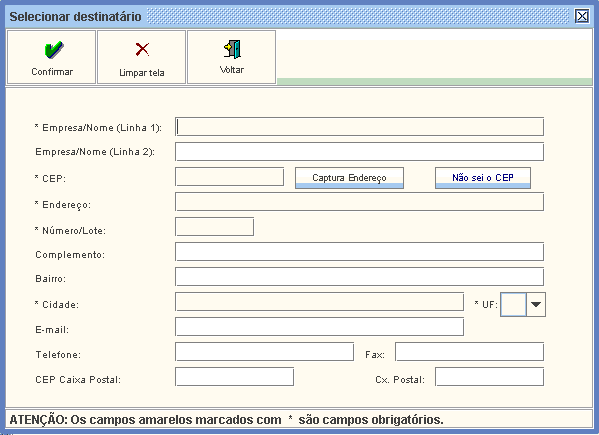 Selecionar destinatário
Confirmar
Limpar tela
Voltar
* Empresa/Nome (Linha 1):
Empresa/Nome (Linha 2):
* CEP:
Captura Endereço
Não sei o CEP
* Endereço:
* Número/Lote:
Complemento:
Bairro:
* Cidade:
* UF:
E-mail:
Telefone:
Fax:
CEP Caixa Postal:
Cx. Postal:
ATENÇÃO: Os campos amarelos marcados com * são campos obrigatórios.